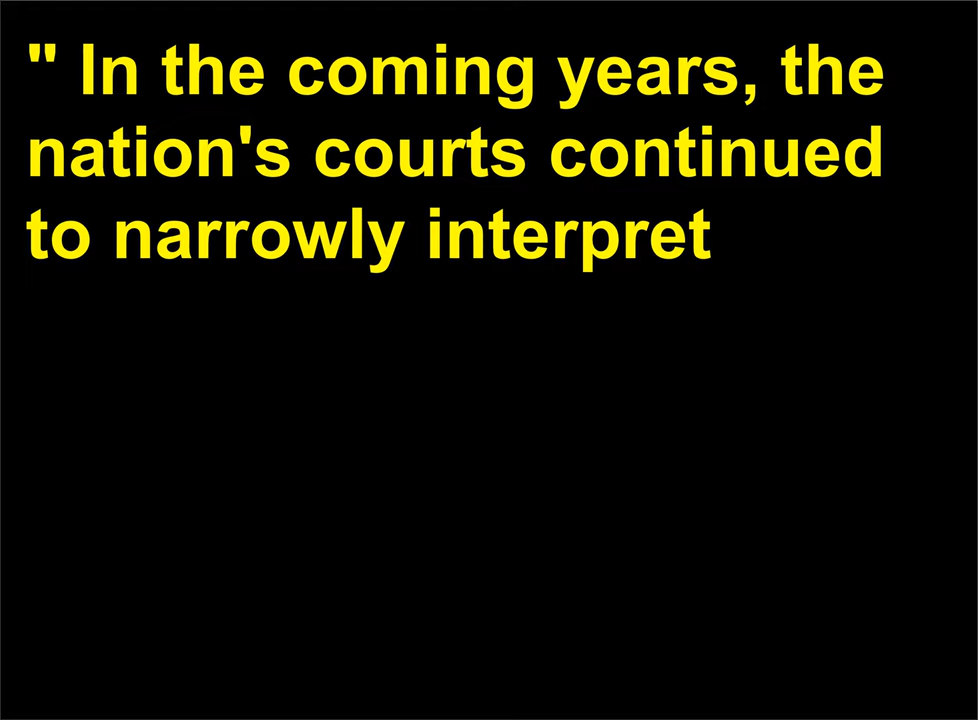 " In the coming years, the
nation's courts continued
to narrowly interpret